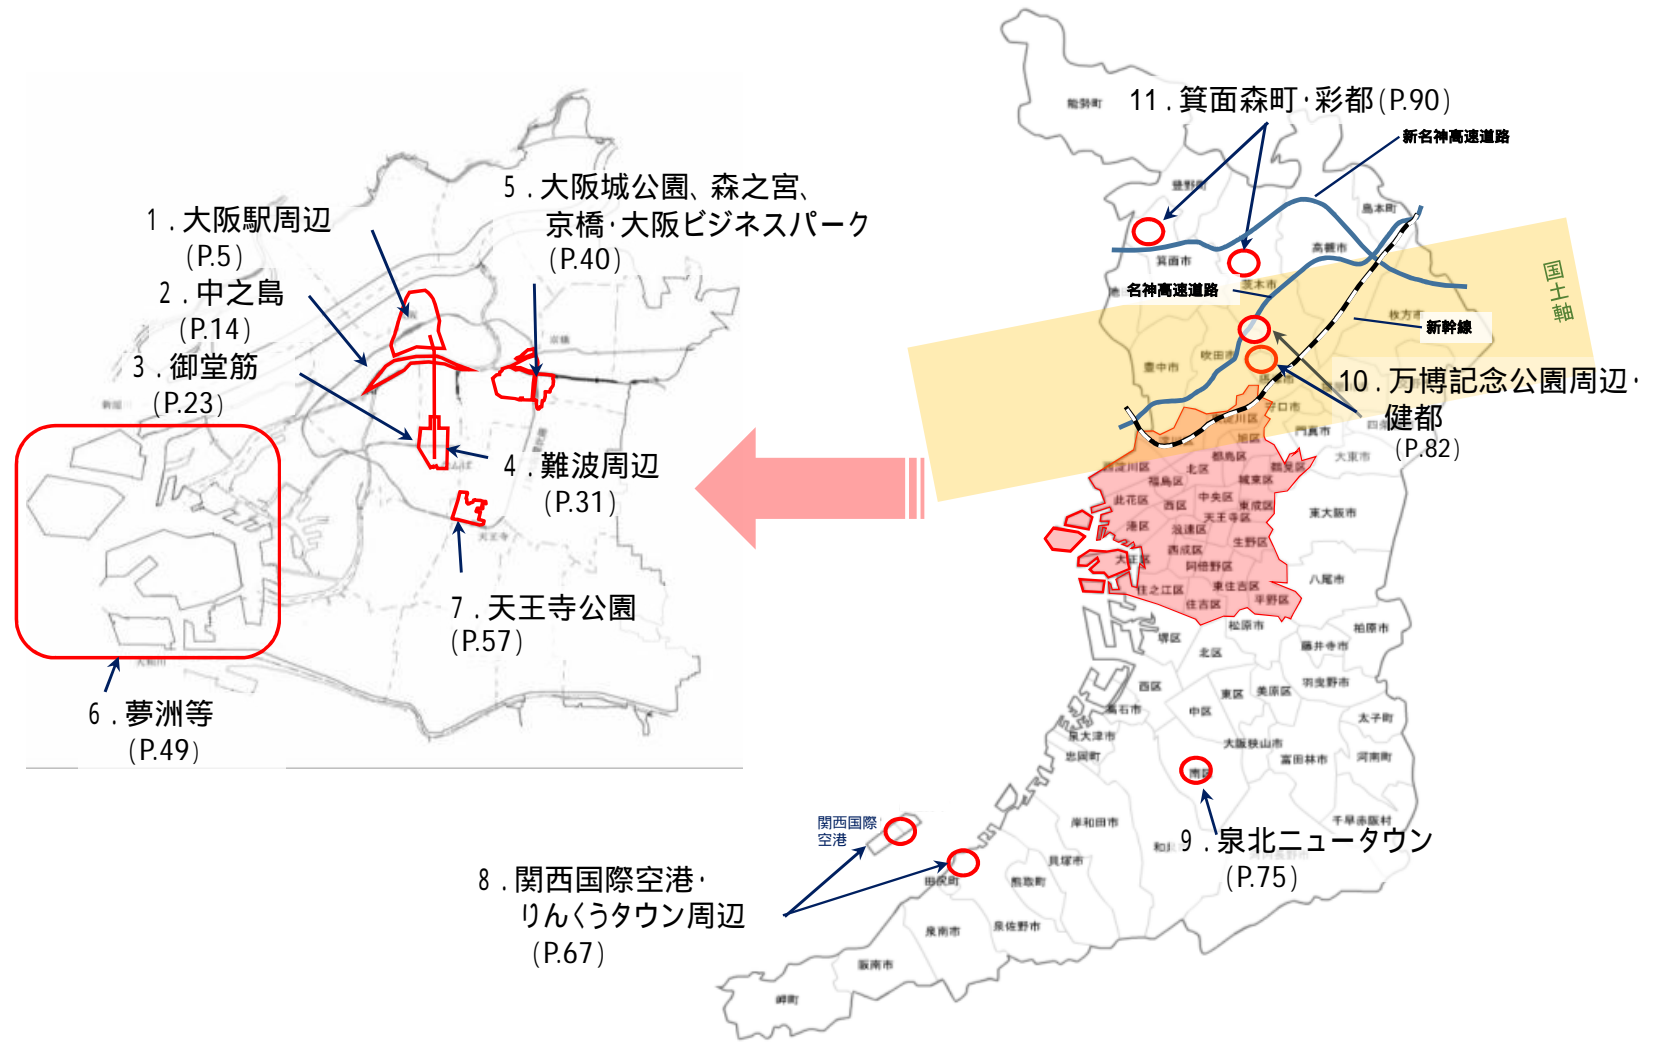 1．大阪駅周辺
(P.5)
2．中之島
(P.14)
3．御堂筋
(P.23)
5．大阪城公園、森之宮、
京橋・大阪ビジネスパーク
(P.40)
4．難波周辺
(P.31)
7．天王寺公園
(P.57)
6．夢洲等
(P.49)
京橋
天王寺
大和川
11．箕面森町・彩都(P.90)
新名神高速道路
名神高速道路
新幹線
国土軸
10．万博記念公園周辺・
健都
(P.82)
9．泉北ニュータウン
(P.75)
関西国際
空港
8．関西国際空港・
りんくうタウン周辺
(P.67)
能勢町
豊野町
島本町
高槻市
箕面市
茨木市
枚方市
豊中市
吹田市
守口市
門真市
大東市
旭区
都島区
西淀川区
北区
鶴見区
福島区
城東区
此花区
西区
中央区
東成区
天王寺区
港区
浪速区
生野区
大正区
西成区
阿倍野区
住之江区
東住吉区
住吉区
平野区
東大阪市
八尾市
松原市
柏原市
堺区
北区
藤井寺市
西区
東区
美原区
羽曳野市
高石市
中区
太子町
泉大津市
忠岡町
大阪狭山市
富田林市
河南町
南区
千早赤阪村
岸和田市
貝塚市
田尻町
熊取町
泉南市
泉佐野市
阪南市
岬町